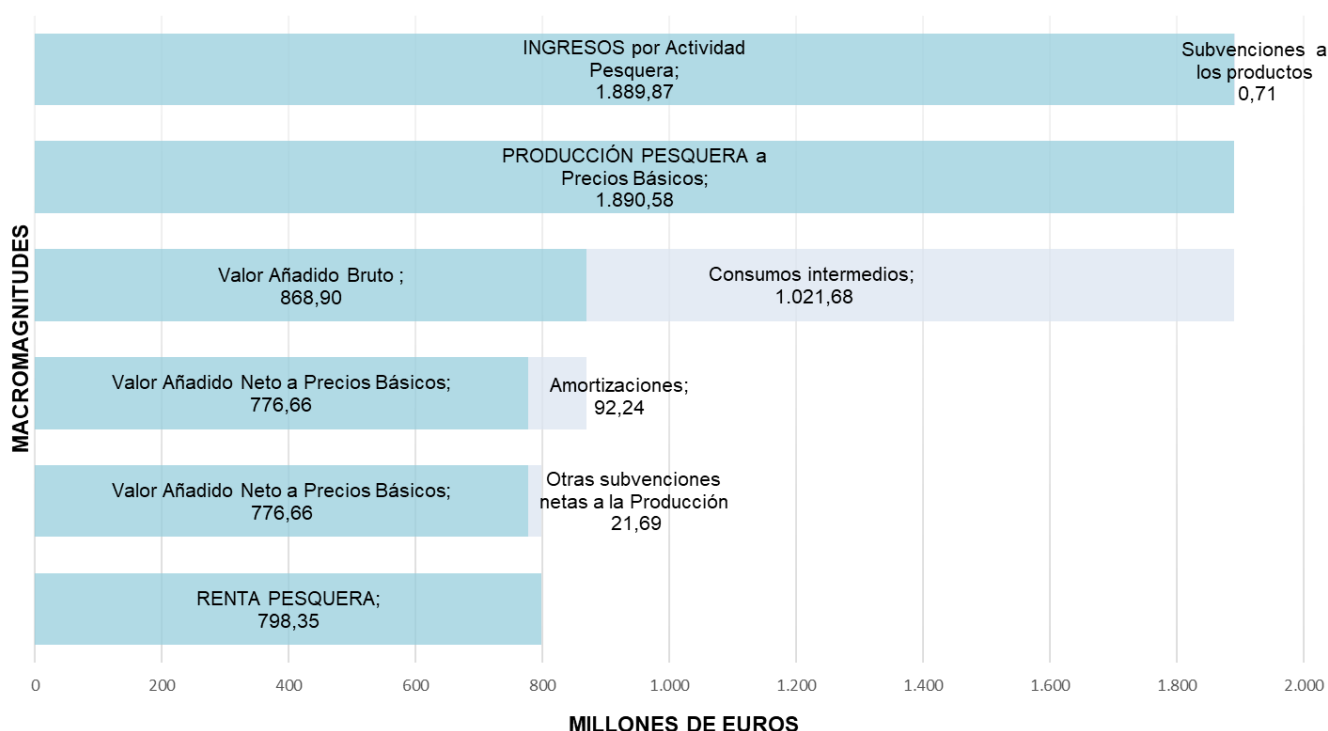 INGRESOS por Actividad
Pesquera;
1.889,87
Subvenciones a
los productos
0,71
PRODUCCIÓN PESQUERA a
Precios Básicos;
1.890,58
Valor Añadido Bruto ;
868,90
Consumos intermedios;
1.021,68
Valor Añadido Neto a Precios Básicos;
776,66
Amortizaciones;
92,24
Valor Añadido Neto a Precios Básicos;
776,66
Otras subvenciones
netas a la Producción
21,69
RENTA PESQUERA;
798,35
MACROMAGNITUDES
0 200 400 600 800 1.000 1.200 1.400 1.600 1.800 2.000
MILLONES DE EUROS